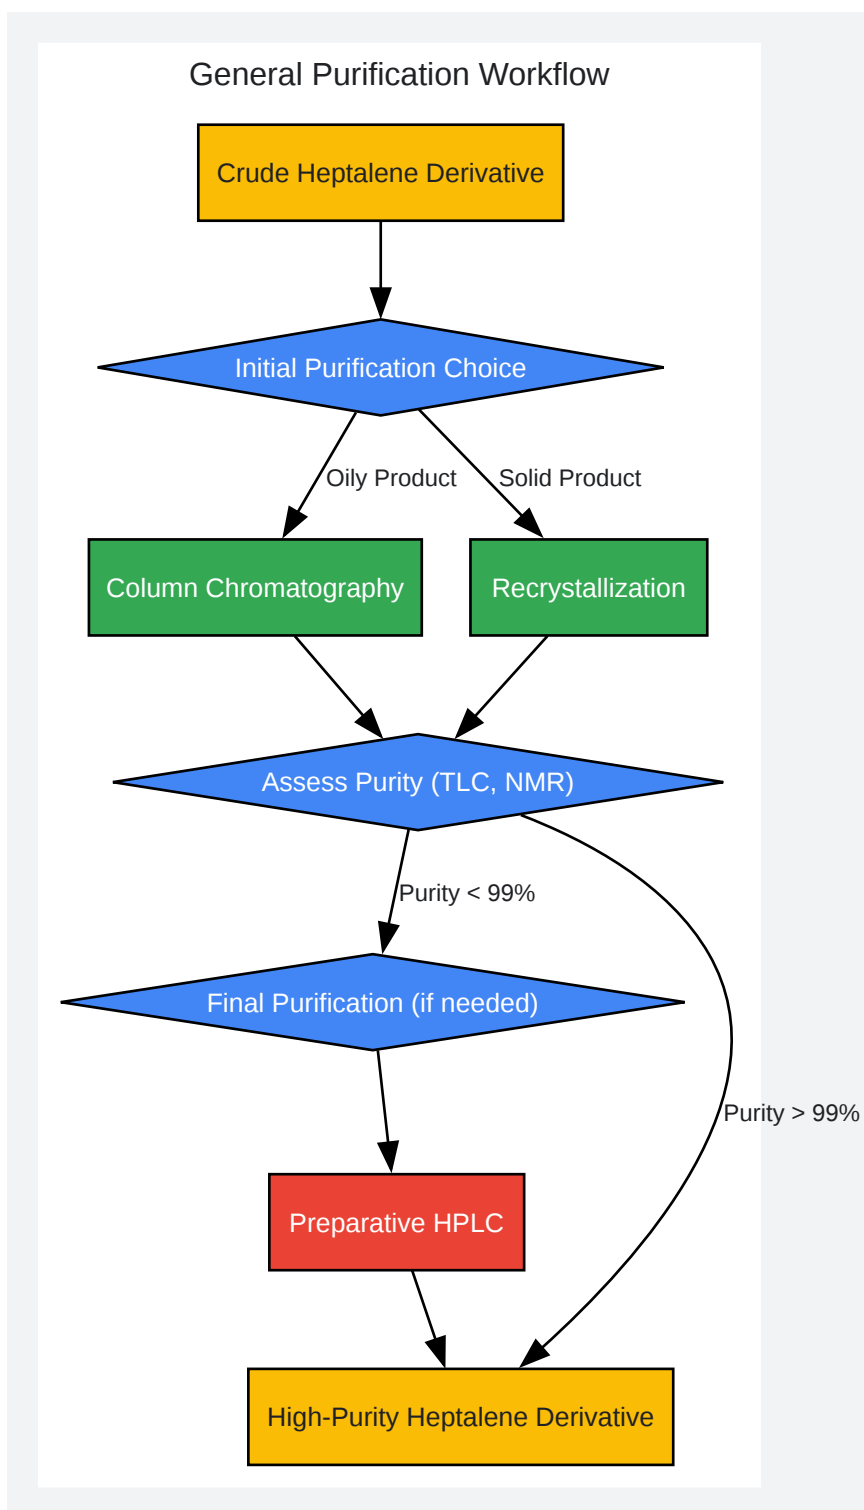 General Purification Workflow
Crude Heptalene Derivative
Initial Purification Choice
Oily Product
Solid Product
Column Chromatography
Recrystallization
Assess Purity (TLC, NMR)
Purity < 99%
Final Purification (if needed)
Purity > 99%
Preparative HPLC
High-Purity Heptalene Derivative